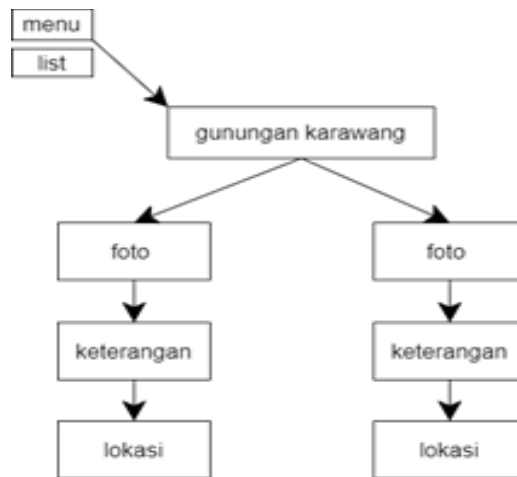 menu
list
gunungan karawang
foto
foto
keterangan
keterangan
lokasi
lokasi